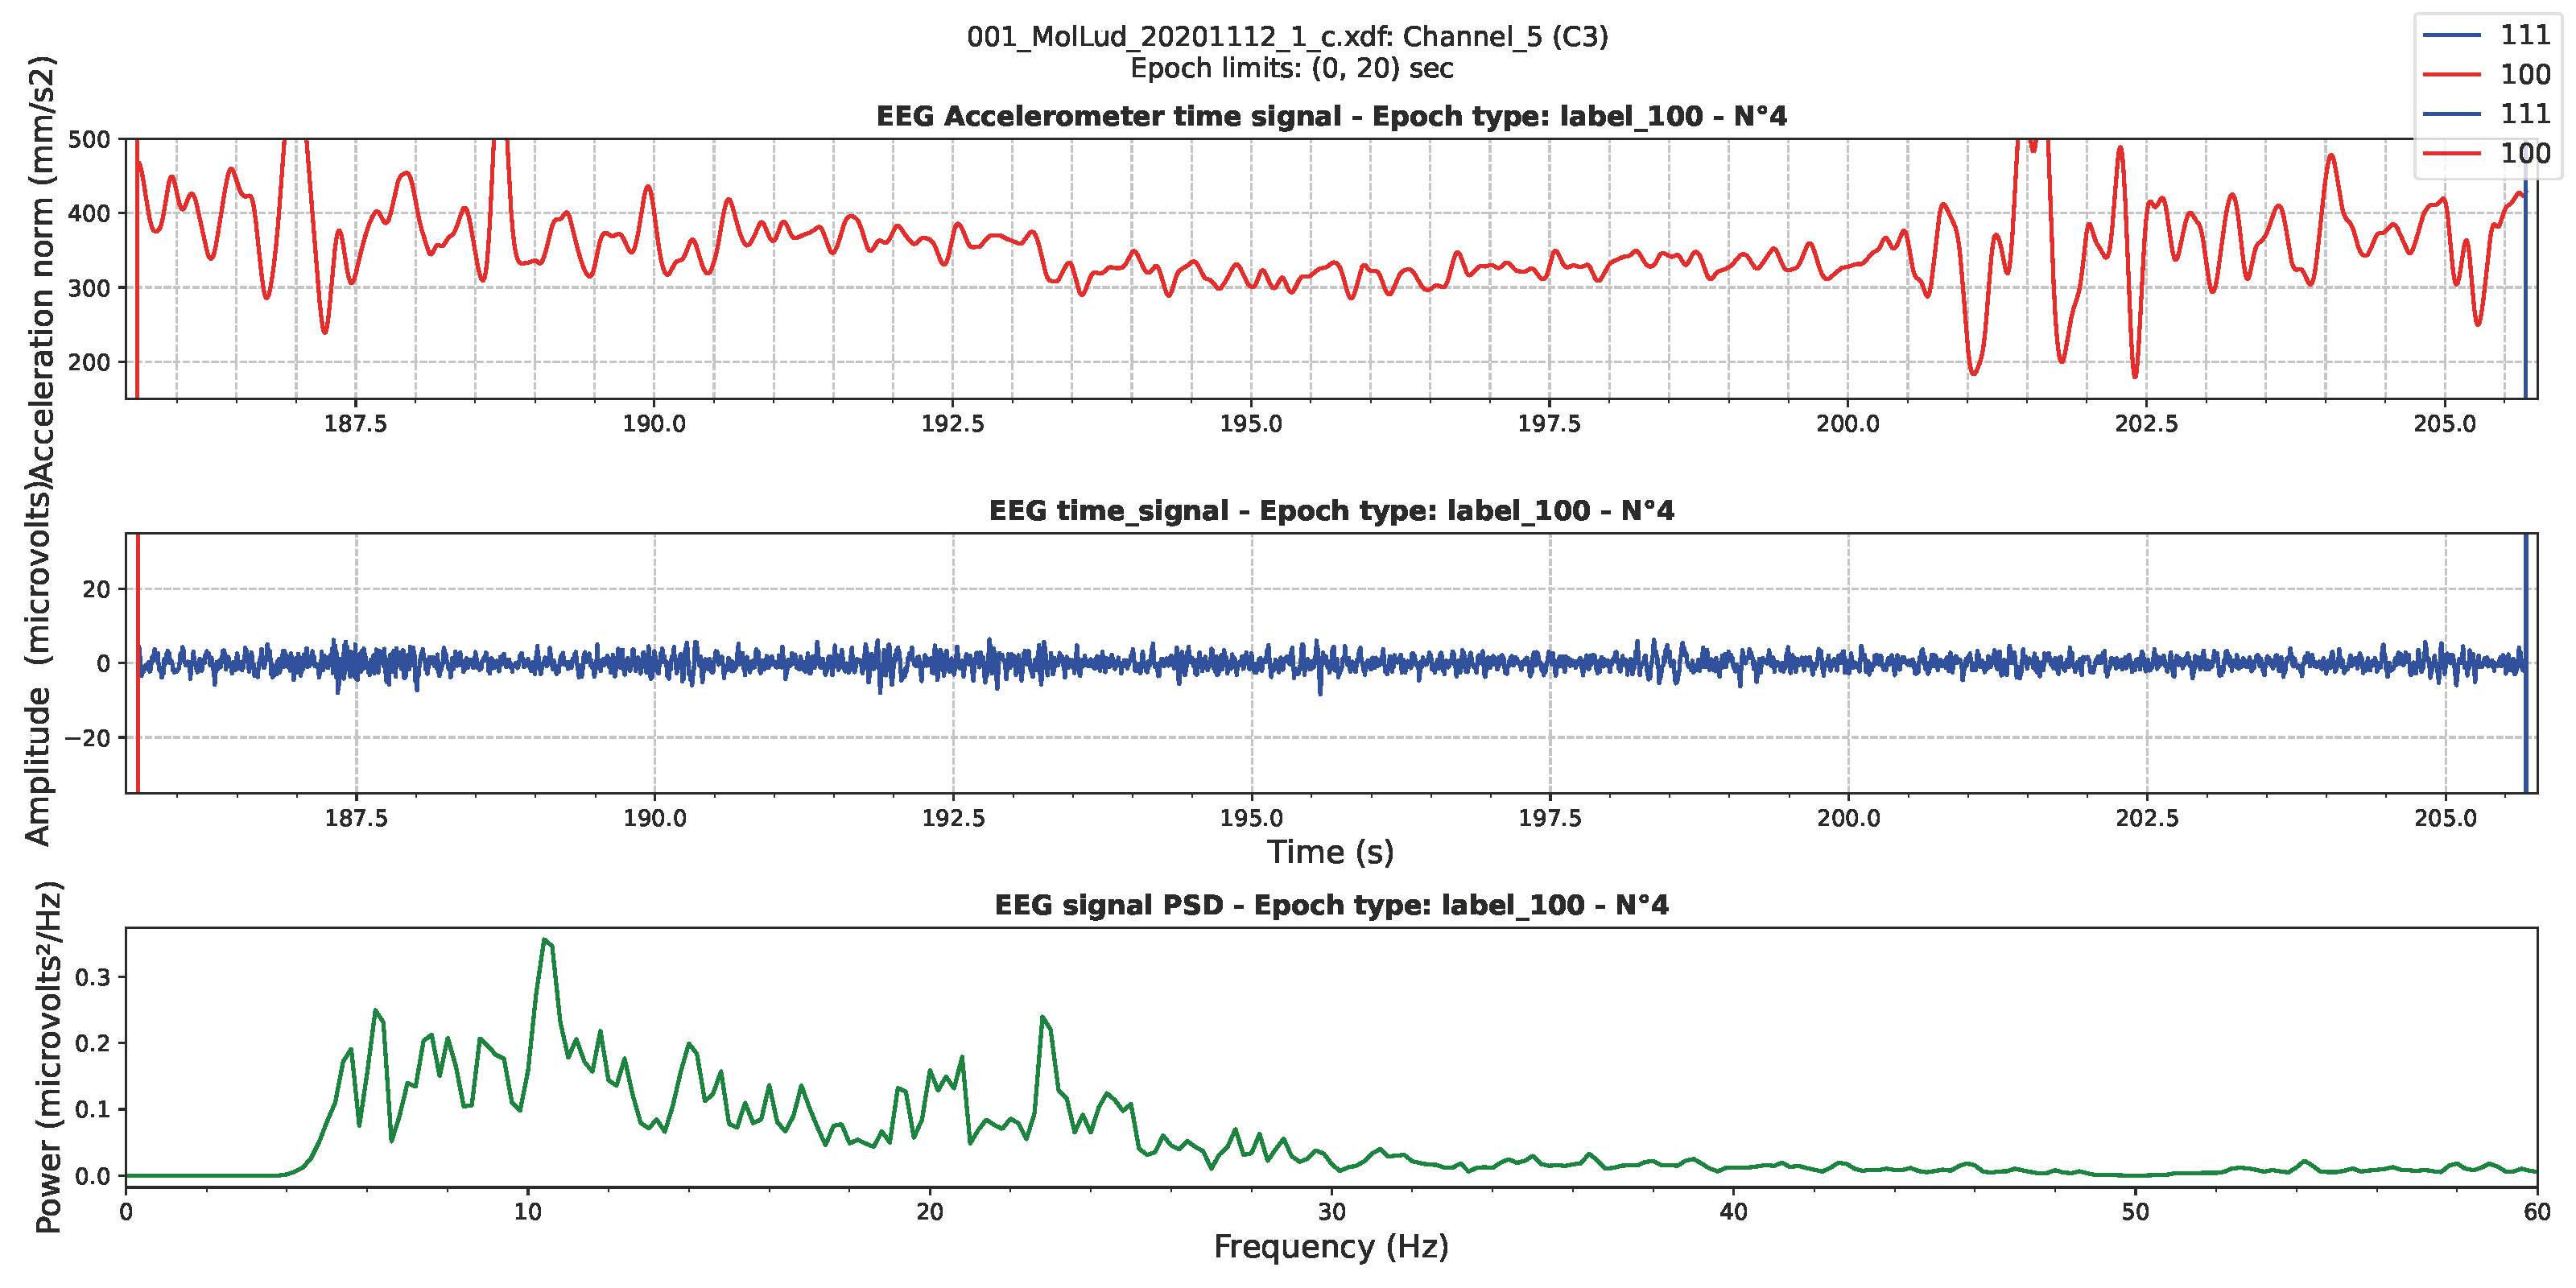 001_MolLud_20201112_1_c.xdf: Channel_5 (C3)
Epoch limits: (0, 20) sec
111
100
111
100
EEG Accelerometer time signal - Epoch type: label_100 - N°4
Acceleration norm (mm/s2)
500
400
300
200
187.5 190.0 192.5 195.0 197.5 200.0 202.5 205.0
EEG time_signal - Epoch type: label_100 - N°4
Amplitude (microvolts)
20
0
−20
187.5 190.0 192.5 195.0 197.5 200.0 202.5 205.0
Time (s)
EEG signal PSD - Epoch type: label_100 - N°4
Power (microvolts²/Hz)
0.3
0.2
0.1
0.0
0 10 20 30 40 50 60
Frequency (Hz)